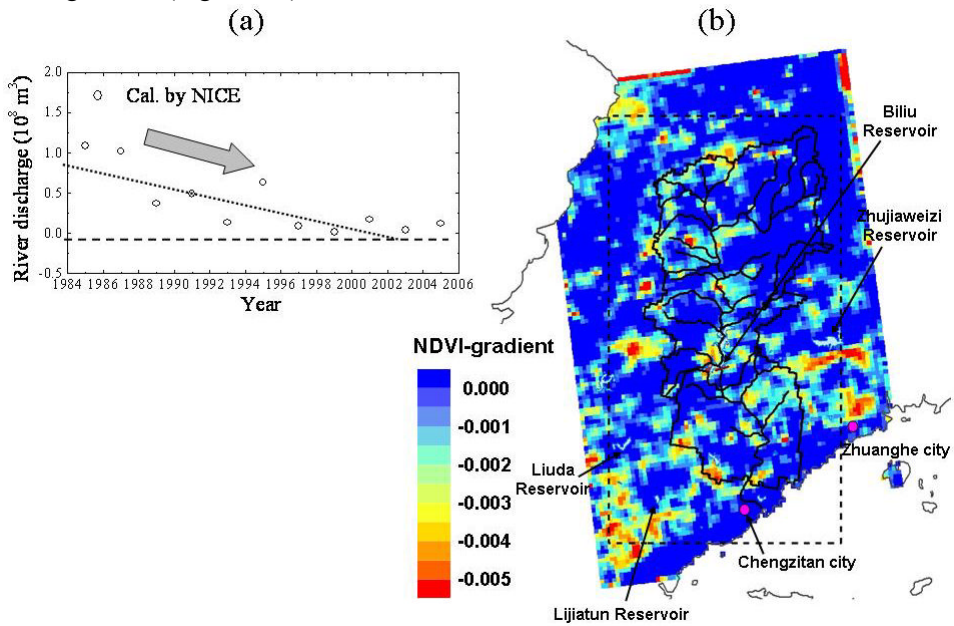 (a)
(b)
2.0
1.5
1.0
0.5
0.0
-0.5
River discharge (10⁸ m³)
Cal. by NICE
1984 1986 1988 1990 1992 1994 1996 1998 2000 2002 2004 2006
Year
Biliu
Reservoir
Zhujiaweizi
Reservoir
NDVI-gradient
0.000
-0.001
-0.002
-0.003
-0.004
-0.005
Liuda
Reservoir
Zhuanghe city
Chengzitan city
Lijiatun Reservoir